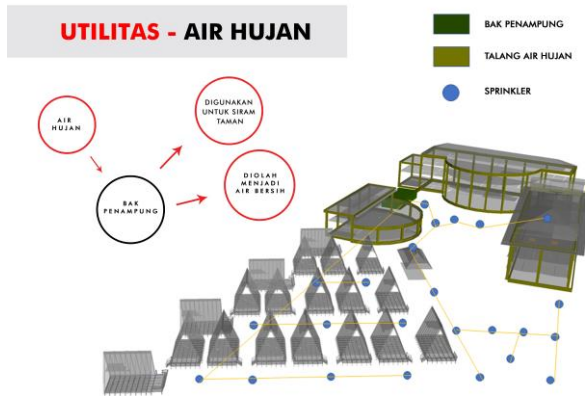 UTILITAS - AIR HUJAN
BAK PENAMPUNG
TALANG AIR HUJAN
SPRINKLER
AIR
HUJAN
DIGUNAKAN
UNTUK SIRAM
TAMAN
DIOLAH
MENJADI
AIR BERSIH
BAK
PENAMPUNG